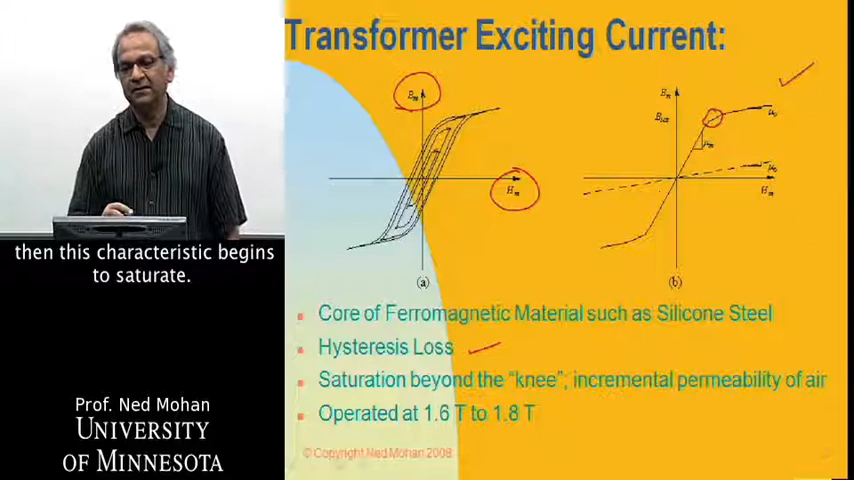 Transformer Exciting Current:
Bm
Hm
(a)
Bm
μo
μm
μo
Hm
(b)
then this characteristic begins
to saturate.
Core of Ferromagnetic Material such as Silicone Steel
Hysteresis Loss
Saturation beyond the “knee”; incremental permeability of air
Operated at 1.6 T to 1.8 T
Prof. Ned Mohan
UNIVERSITY
OF MINNESOTA
© Copyright Ned Mohan 2008